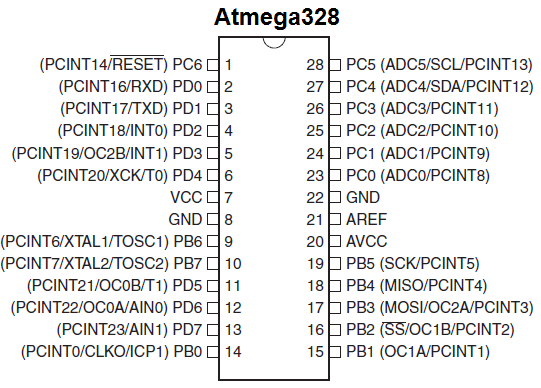 Atmega328
(PCINT14/RESET) PC6 1 28 PC5 (ADC5/SCL/PCINT13)
(PCINT16/RXD) PD0 2 27 PC4 (ADC4/SDA/PCINT12)
(PCINT17/TXD) PD1 3 26 PC3 (ADC3/PCINT11)
(PCINT18/INT0) PD2 4 25 PC2 (ADC2/PCINT10)
(PCINT19/OC2B/INT1) PD3 5 24 PC1 (ADC1/PCINT9)
(PCINT20/XCK/T0) PD4 6 23 PC0 (ADC0/PCINT8)
VCC 7 22 GND
GND 8 21 AREF
(PCINT6/XTAL1/TOSC1) PB6 9 20 AVCC
(PCINT7/XTAL2/TOSC2) PB7 10 19 PB5 (SCK/PCINT5)
(PCINT21/OC0B/T1) PD5 11 18 PB4 (MISO/PCINT4)
(PCINT22/OC0A/AIN0) PD6 12 17 PB3 (MOSI/OC2A/PCINT3)
(PCINT23/AIN1) PD7 13 16 PB2 (SS/OC1B/PCINT2)
(PCINT0/CLKO/ICP1) PB0 14 15 PB1 (OC1A/PCINT1)